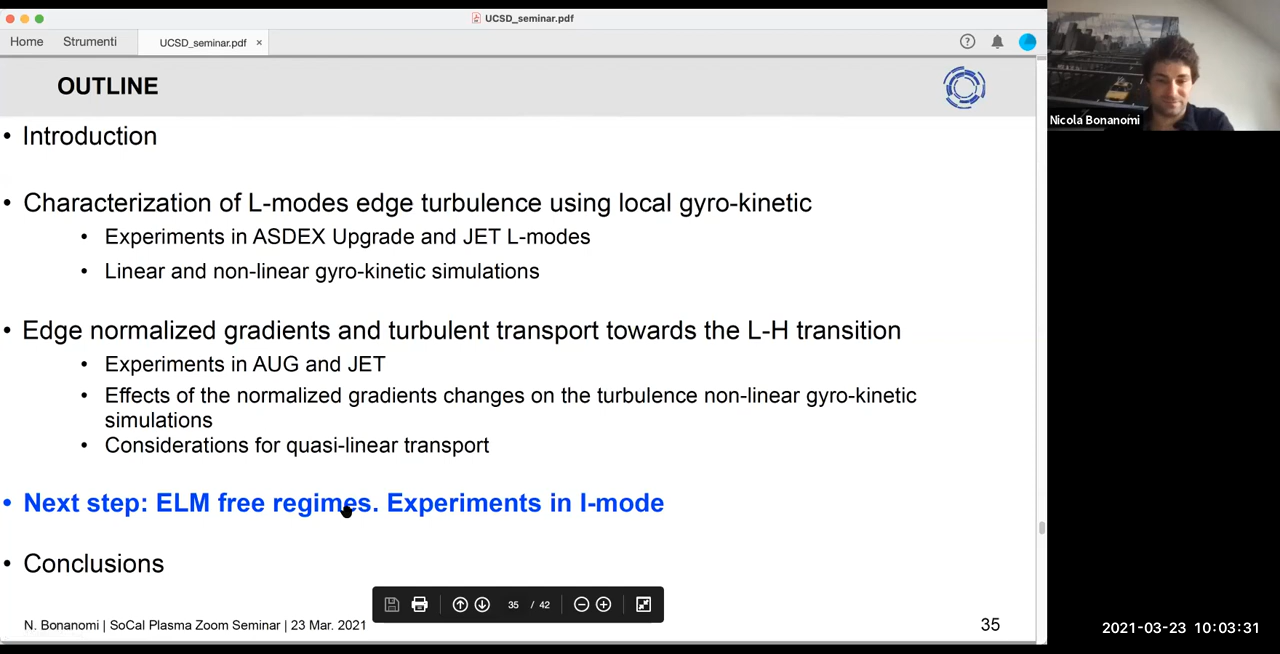 UCSD_seminar.pdf
Home Strumenti UCSD_seminar.pdf ×
OUTLINE
• Introduction
• Characterization of L-modes edge turbulence using local gyro-kinetic
• Experiments in ASDEX Upgrade and JET L-modes
• Linear and non-linear gyro-kinetic simulations
• Edge normalized gradients and turbulent transport towards the L-H transition
• Experiments in AUG and JET
• Effects of the normalized gradients changes on the turbulence non-linear gyro-kinetic
simulations
• Considerations for quasi-linear transport
• Next step: ELM free regimes. Experiments in I-mode
• Conclusions
35 / 42
N. Bonanomi | SoCal Plasma Zoom Seminar | 23 Mar. 2021
35
Nicola Bonanomi
2021-03-23 10:03:31